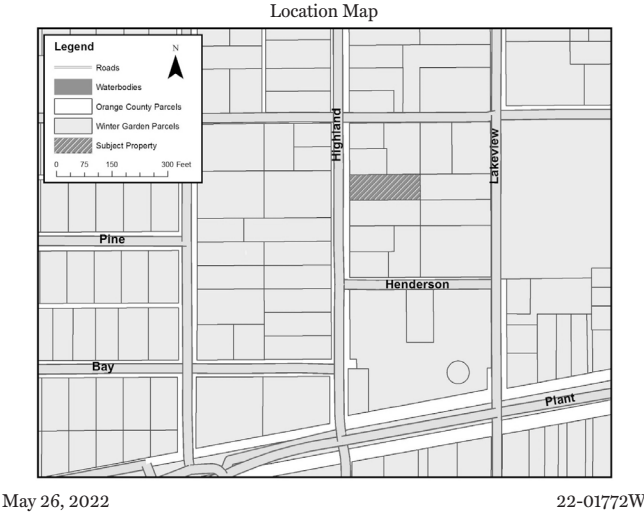 Location Map
Legend
N
Roads
Waterbodies
Orange County Parcels
Winter Garden Parcels
Subject Property
0 75 150 300 Feet
Highland
Lakeview
Pine
Henderson
Bay
Plant
May 26, 2022 22-01772W